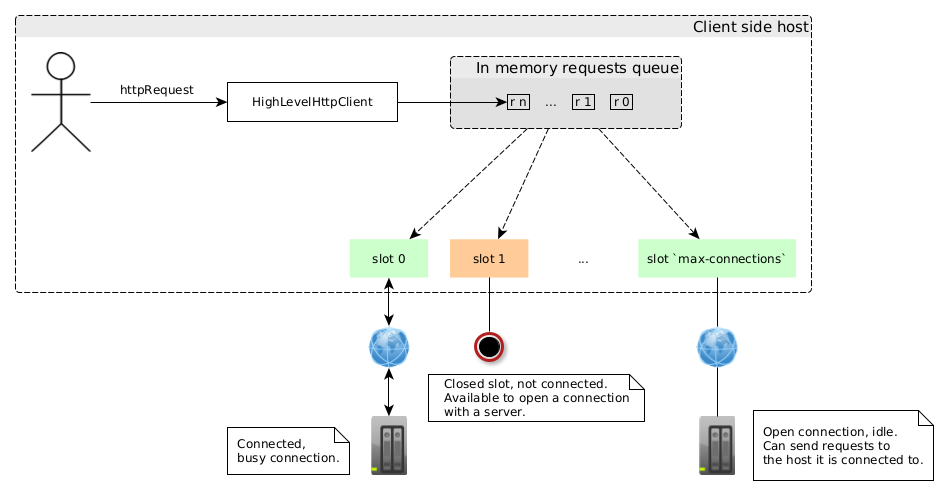 Client side host
In memory requests queue
httpRequest
HighLevelHttpClient
r n ... r 1 r 0
slot 0
slot 1
...
slot `max-connections`
Closed slot, not connected.
Available to open a connection
with a server.
Connected,
busy connection.
Open connection, idle.
Can send requests to
the host it is connected to.